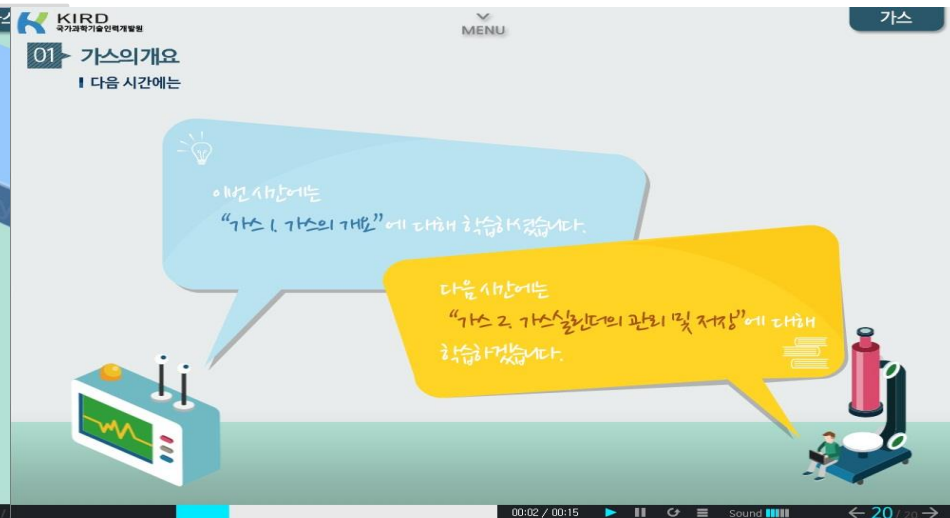 KIRD
국가과학기술인력개발원
MENU
가스
01 가스의 개요
다음 시간에는
이번 시간에는
“가스 1. 가스의 개요”에 대해 학습하셨습니다.
다음 시간에는
“가스 2. 가스실린더의 관리 및 저장”에 대해
학습하겠습니다.
00:02 / 00:15
Sound
20 / 20